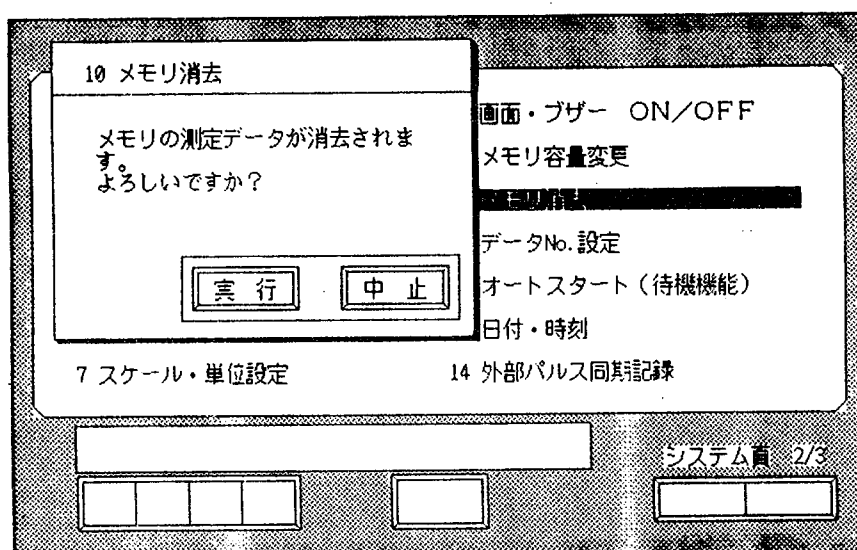 10 メモリ消去
メモリの測定データが消去されま
す。
よろしいですか?
実 行
中 止
画面・ブザー ON/OFF
メモリ容量変更
データNo.設定
オートスタート(待機機能)
日付・時刻
7 スケール・単位設定
14 外部パルス同期記録
システム 2/3